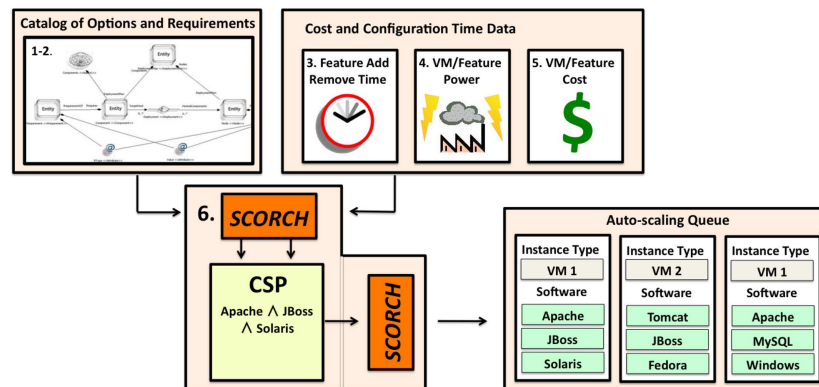 Catalog of Options and Requirements
1-2.
Entity
Entity
Entity
Entity
Cost and Configuration Time Data
3. Feature Add
Remove Time
4. VM/Feature
Power
5. VM/Feature
Cost
$
6.
SCORCH
CSP
Apache ∧ JBoss
∧ Solaris
SCORCH
Auto-scaling Queue
Instance Type
VM 1
Software
Apache
JBoss
Solaris
Instance Type
VM 2
Software
Tomcat
JBoss
Fedora
Instance Type
VM 1
Software
Apache
MySQL
Windows